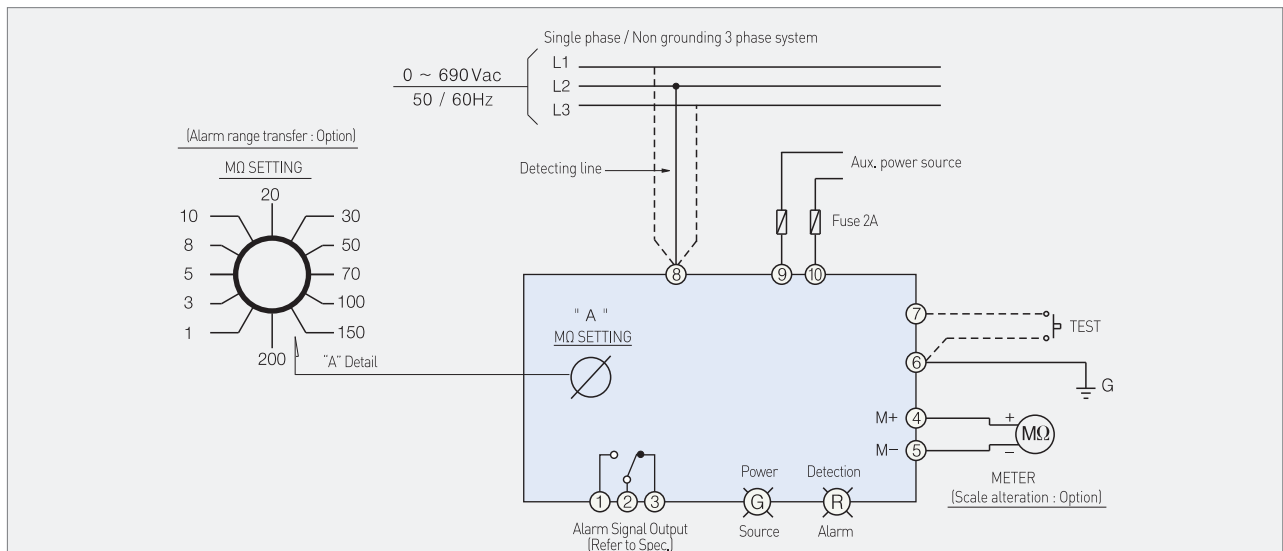 Single phase / Non grounding 3 phase system
0 ~ 690Vac
50 / 60Hz
L1
L2
L3
(Alarm range transfer : Option)
MΩ SETTING
20
10
30
8
50
5
70
3
100
1
150
200
"A" Detail
Detecting line
Aux. power source
Fuse 2A
8
9
10
" A "
MΩ SETTING
7
TEST
6
G
M+
4
+
MΩ
M-
5
–
METER
(Scale alteration : Option)
Power
Detection
1
2
3
G
R
Alarm Signal Output
(Refer to Spec.)
Source
Alarm